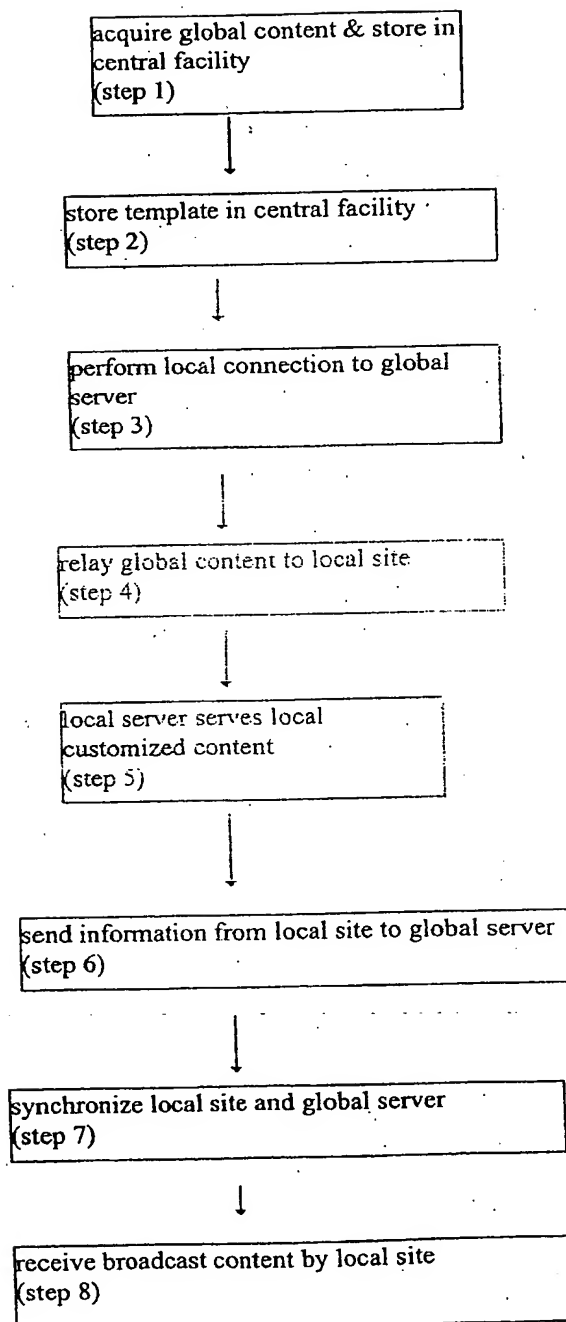 acquire global content & store in
central facility
(step 1)
store template in central facility
(step 2)
perform local connection to global
server
(step 3)
relay global content to local site
(step 4)
local server serves local
customized content
(step 5)
send information from local site to global server
(step 6)
synchronize local site and global server
(step 7)
receive broadcast content by local site
(step 8)